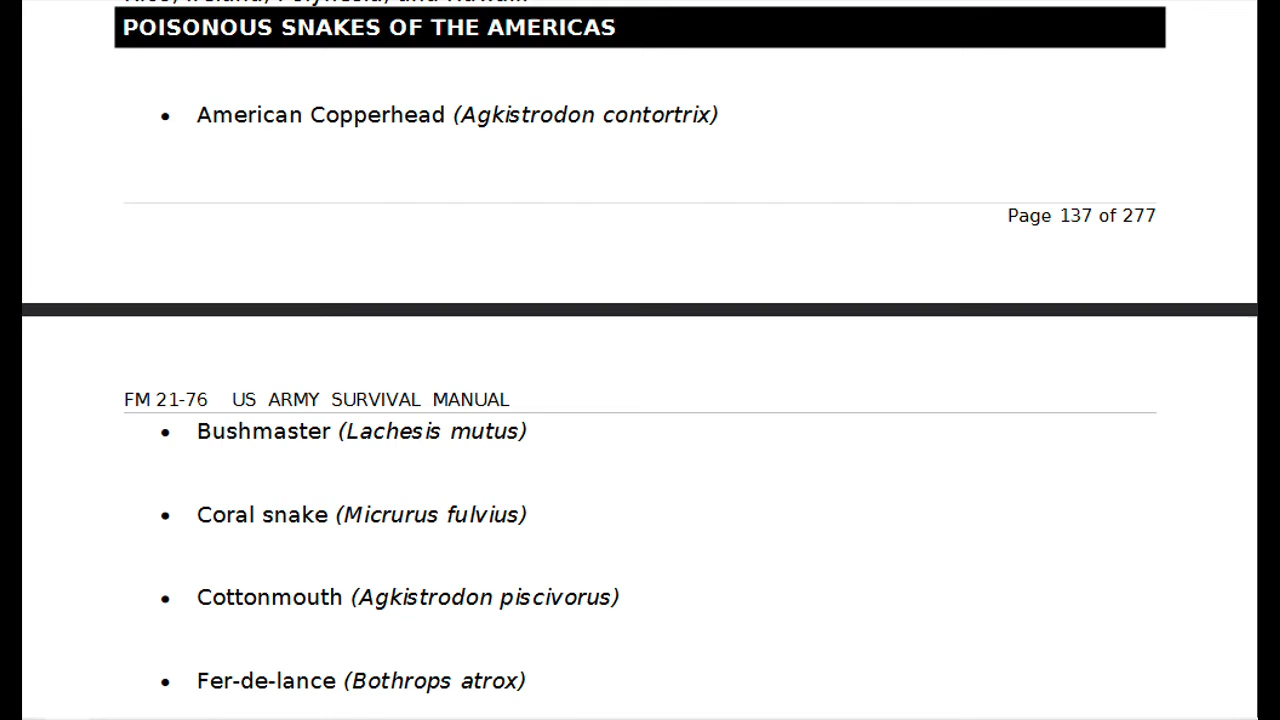 POISONOUS SNAKES OF THE AMERICAS
• American Copperhead (Agkistrodon contortrix)
Page 137 of 277
FM 21-76 US ARMY SURVIVAL MANUAL
• Bushmaster (Lachesis mutus)
• Coral snake (Micrurus fulvius)
• Cottonmouth (Agkistrodon piscivorus)
• Fer-de-lance (Bothrops atrox)